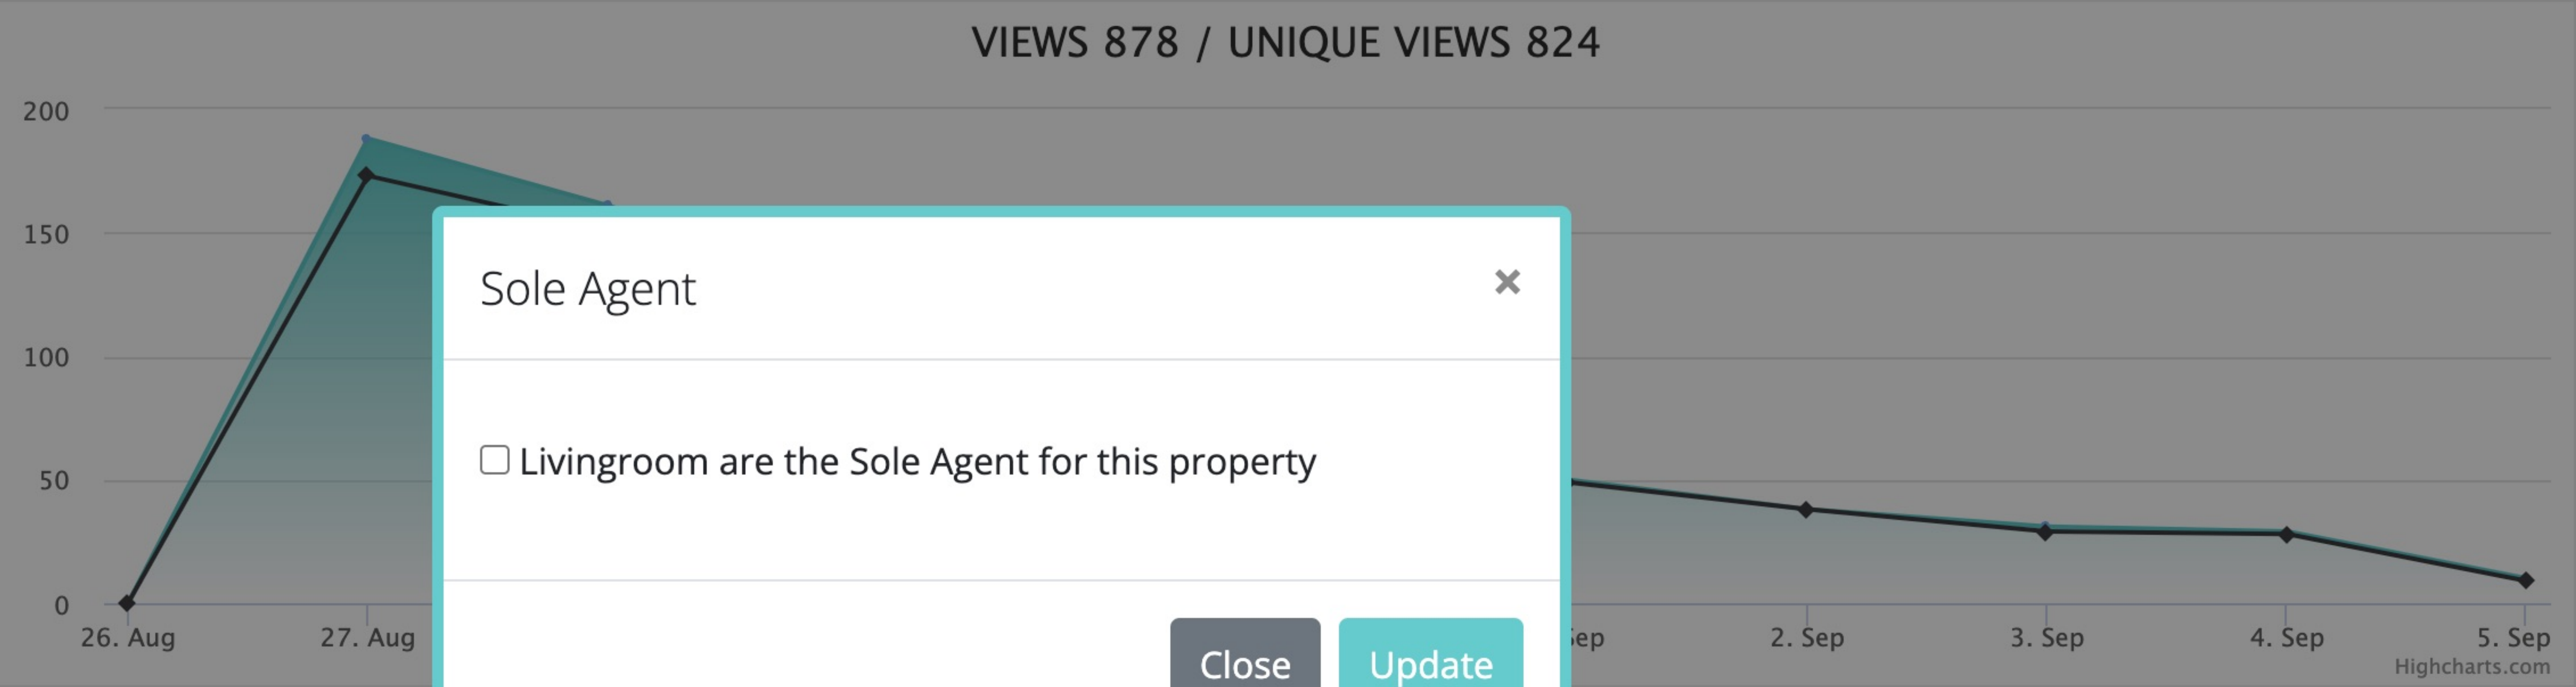 VIEWS 878 / UNIQUE VIEWS 824
200
150
100
50
0
Sole Agent
×
Livingroom are the Sole Agent for this property
Close
Update
26. Aug
27. Aug
2. Sep
3. Sep
4. Sep
5. Sep
Highcharts.com